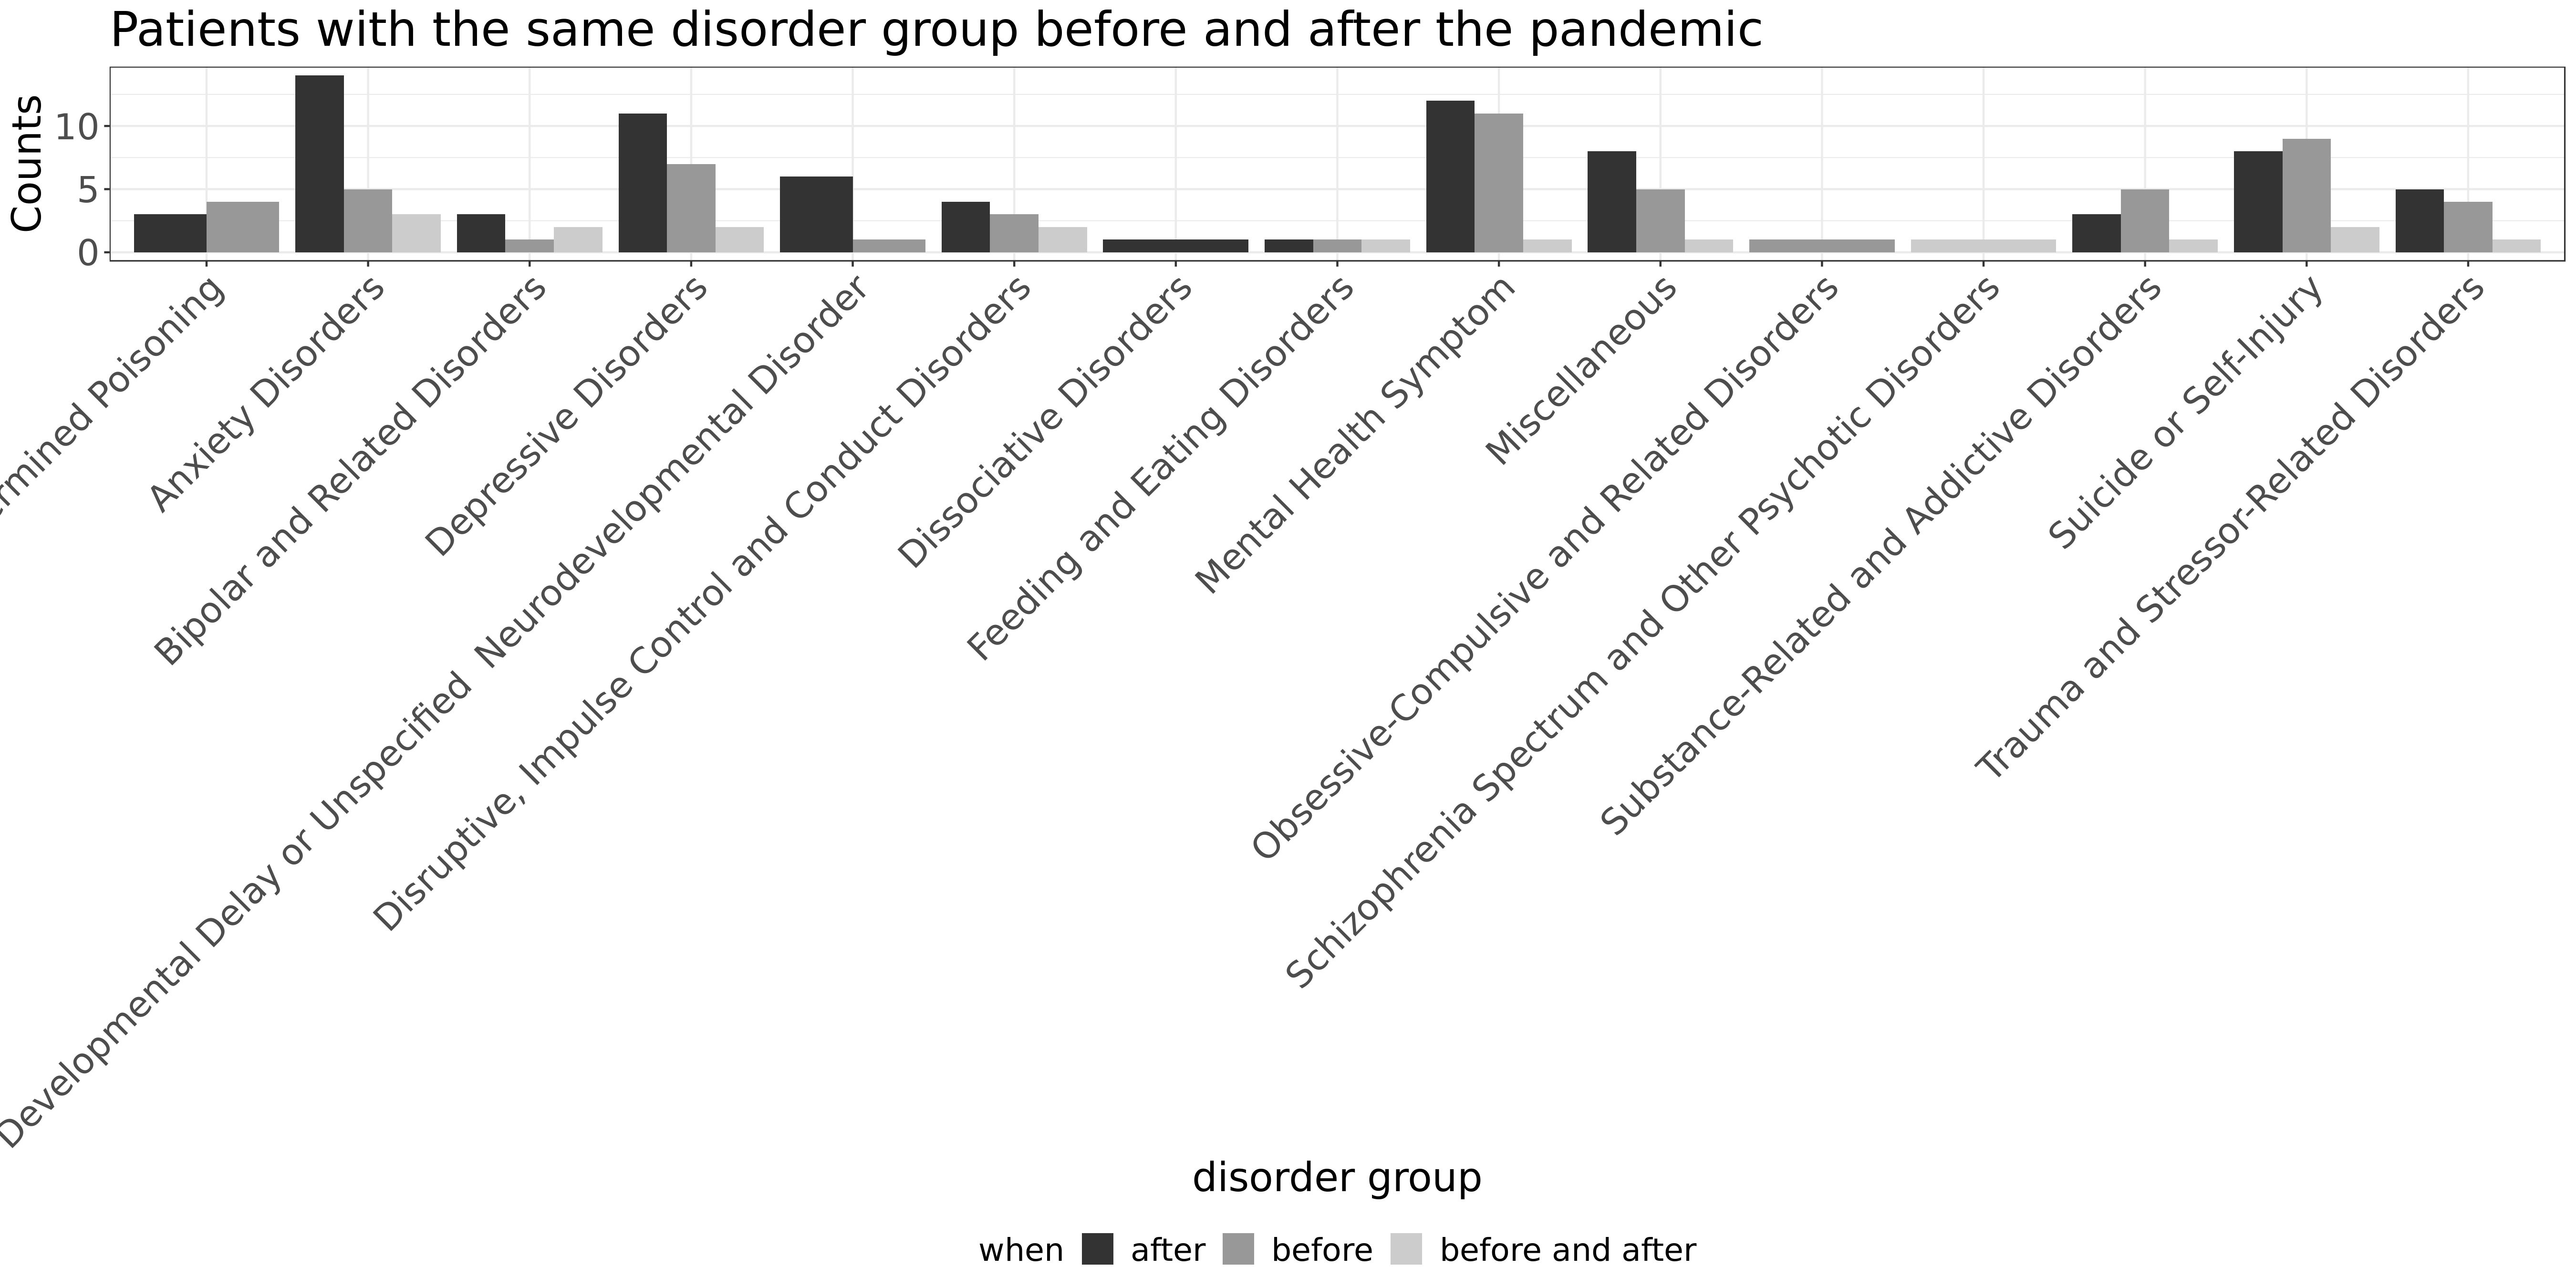 Patients with the same disorder group before and after the pandemic
Counts
10
5
0
Poisoning
Anxiety Disorders
Bipolar and Related Disorders
Depressive Disorders
Developmental Delay or Unspecified  Neurodevelopmental Disorder
Disruptive, Impulse Control and Conduct Disorders
Dissociative Disorders
Feeding and Eating Disorders
Mental Health Symptom
Miscellaneous
Obsessive-Compulsive and Related Disorders
Schizophrenia Spectrum and Other Psychotic Disorders
Substance-Related and Addictive Disorders
Suicide or Self-Injury
Trauma and Stressor-Related Disorders
disorder group
when after before before and after